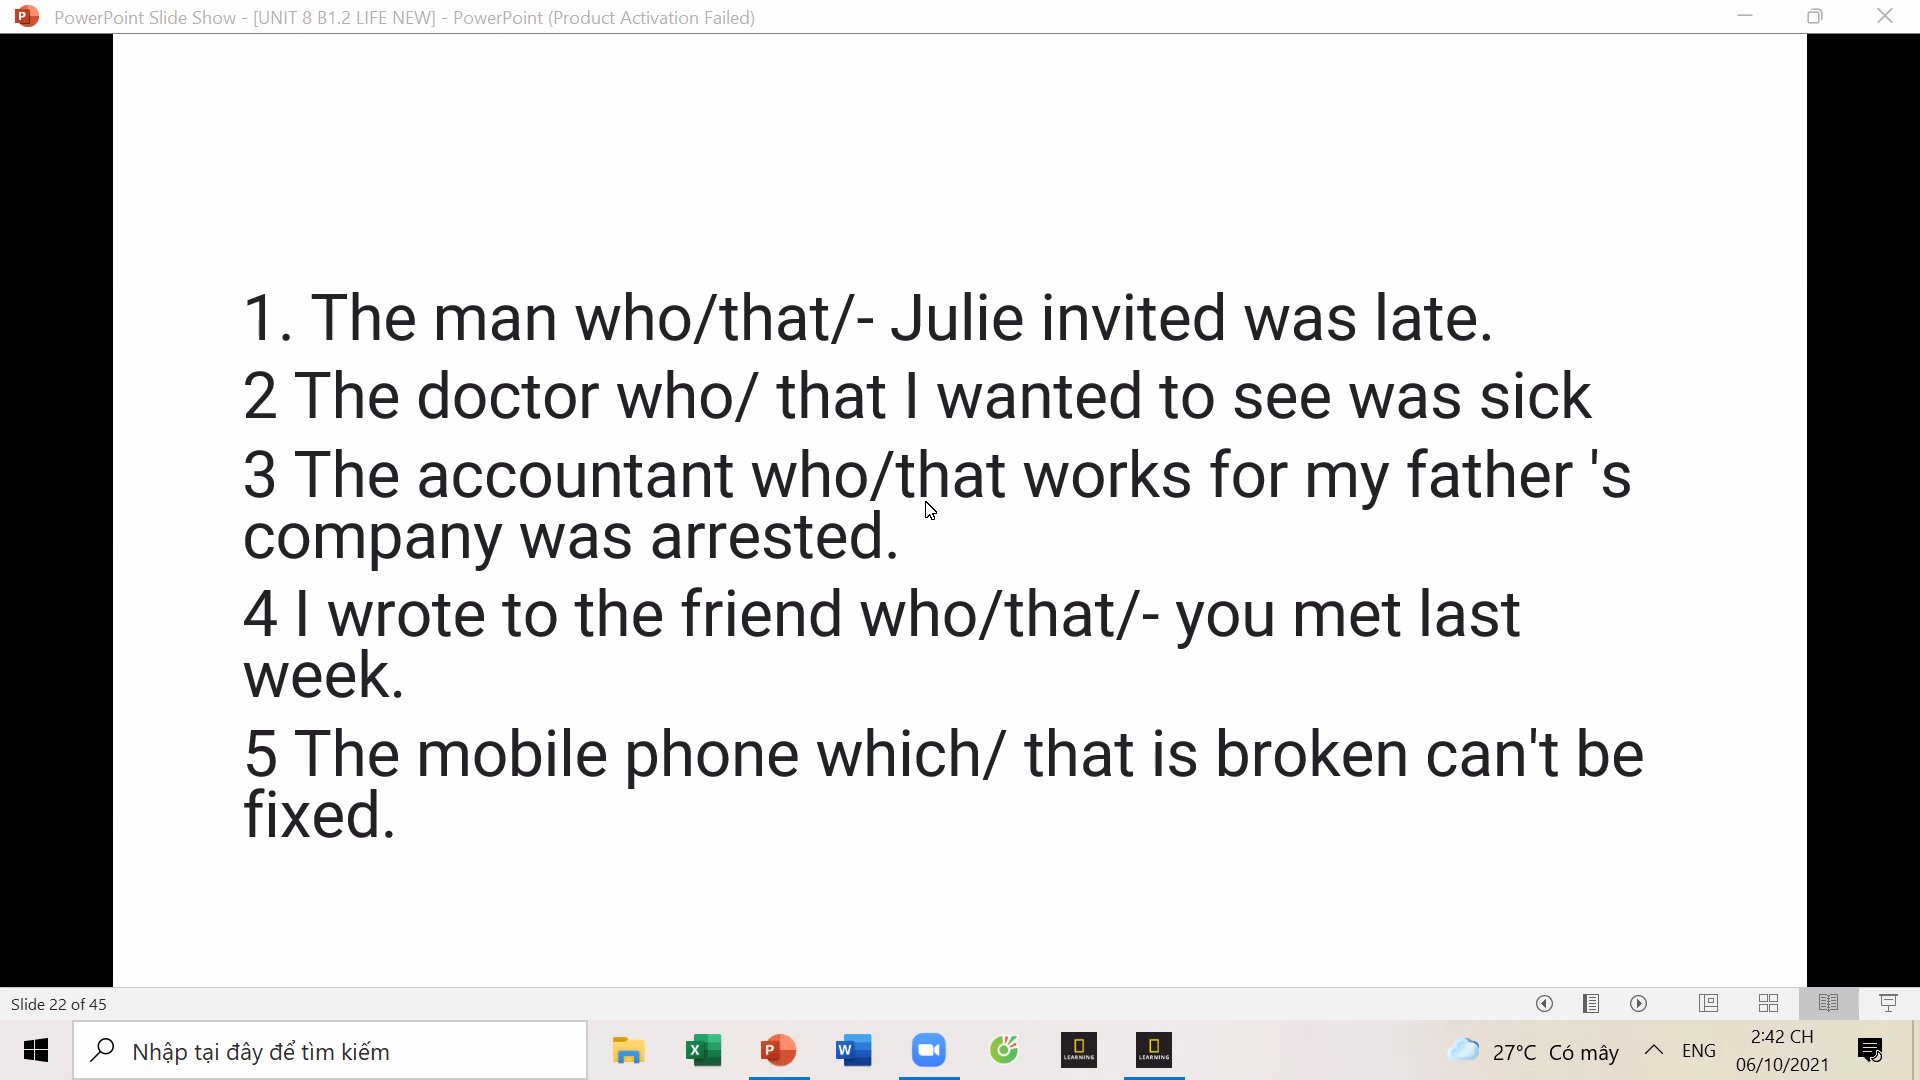 PowerPoint Slide Show - [UNIT 8 B1.2 LIFE NEW] - PowerPoint (Product Activation Failed)
1. The man who/that/- Julie invited was late.
2 The doctor who/ that I wanted to see was sick
3 The accountant who/that works for my father 's
company was arrested.
4 I wrote to the friend who/that/- you met last
week.
5 The mobile phone which/ that is broken can't be
fixed.
Slide 22 of 45
Nhập tại đây để tìm kiếm
LEARNING
LEARNING
27°C Có mây
ENG
2:42 CH
06/10/2021